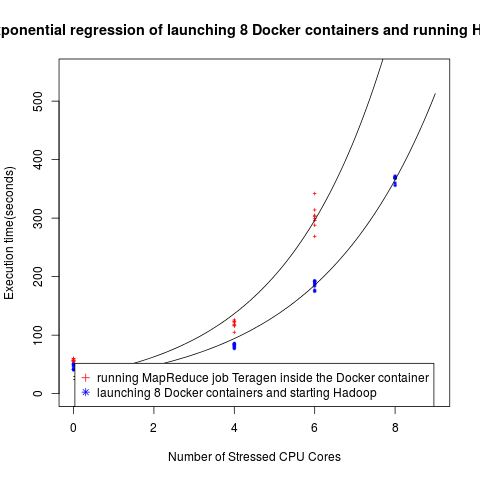 ponential regression of launching 8 Docker containers and running H
500
400
300
200
100
0
Execution time(seconds)
running MapReduce job Teragen inside the Docker container
launching 8 Docker containers and starting Hadoop
0 2 4 6 8
Number of Stressed CPU Cores